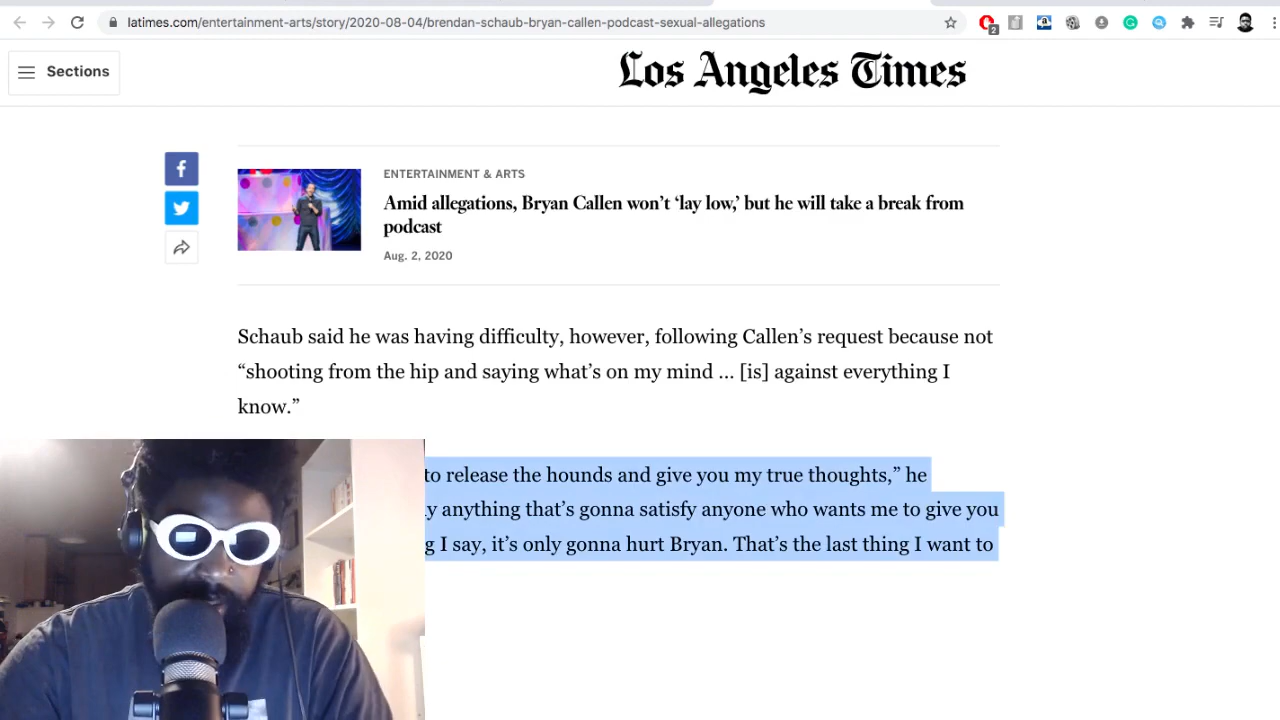 latimes.com/entertainment-arts/story/2020-08-04/brendan-schaub-bryan-callen-podcast-sexual-allegations
2
Sections
Los Angeles Times
ENTERTAINMENT & ARTS
Amid allegations, Bryan Callen won’t ‘lay low,’ but he will take a break from
podcast
Aug. 2, 2020
Schaub said he was having difficulty, however, following Callen’s request because not
“shooting from the hip and saying what’s on my mind ... [is] against everything I
know.”
to release the hounds and give you my true thoughts,” he
anything that’s gonna satisfy anyone who wants me to give you
I say, it’s only gonna hurt Bryan. That’s the last thing I want to